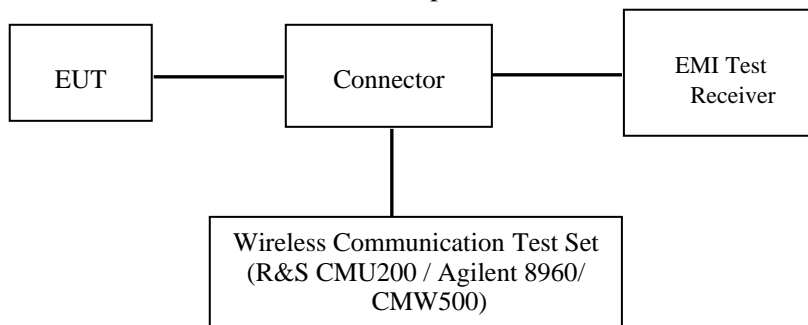 EUT
Connector
EMI Test
Receiver
Wireless Communication Test Set
(R&S CMU200 / Agilent 8960/
CMW500)